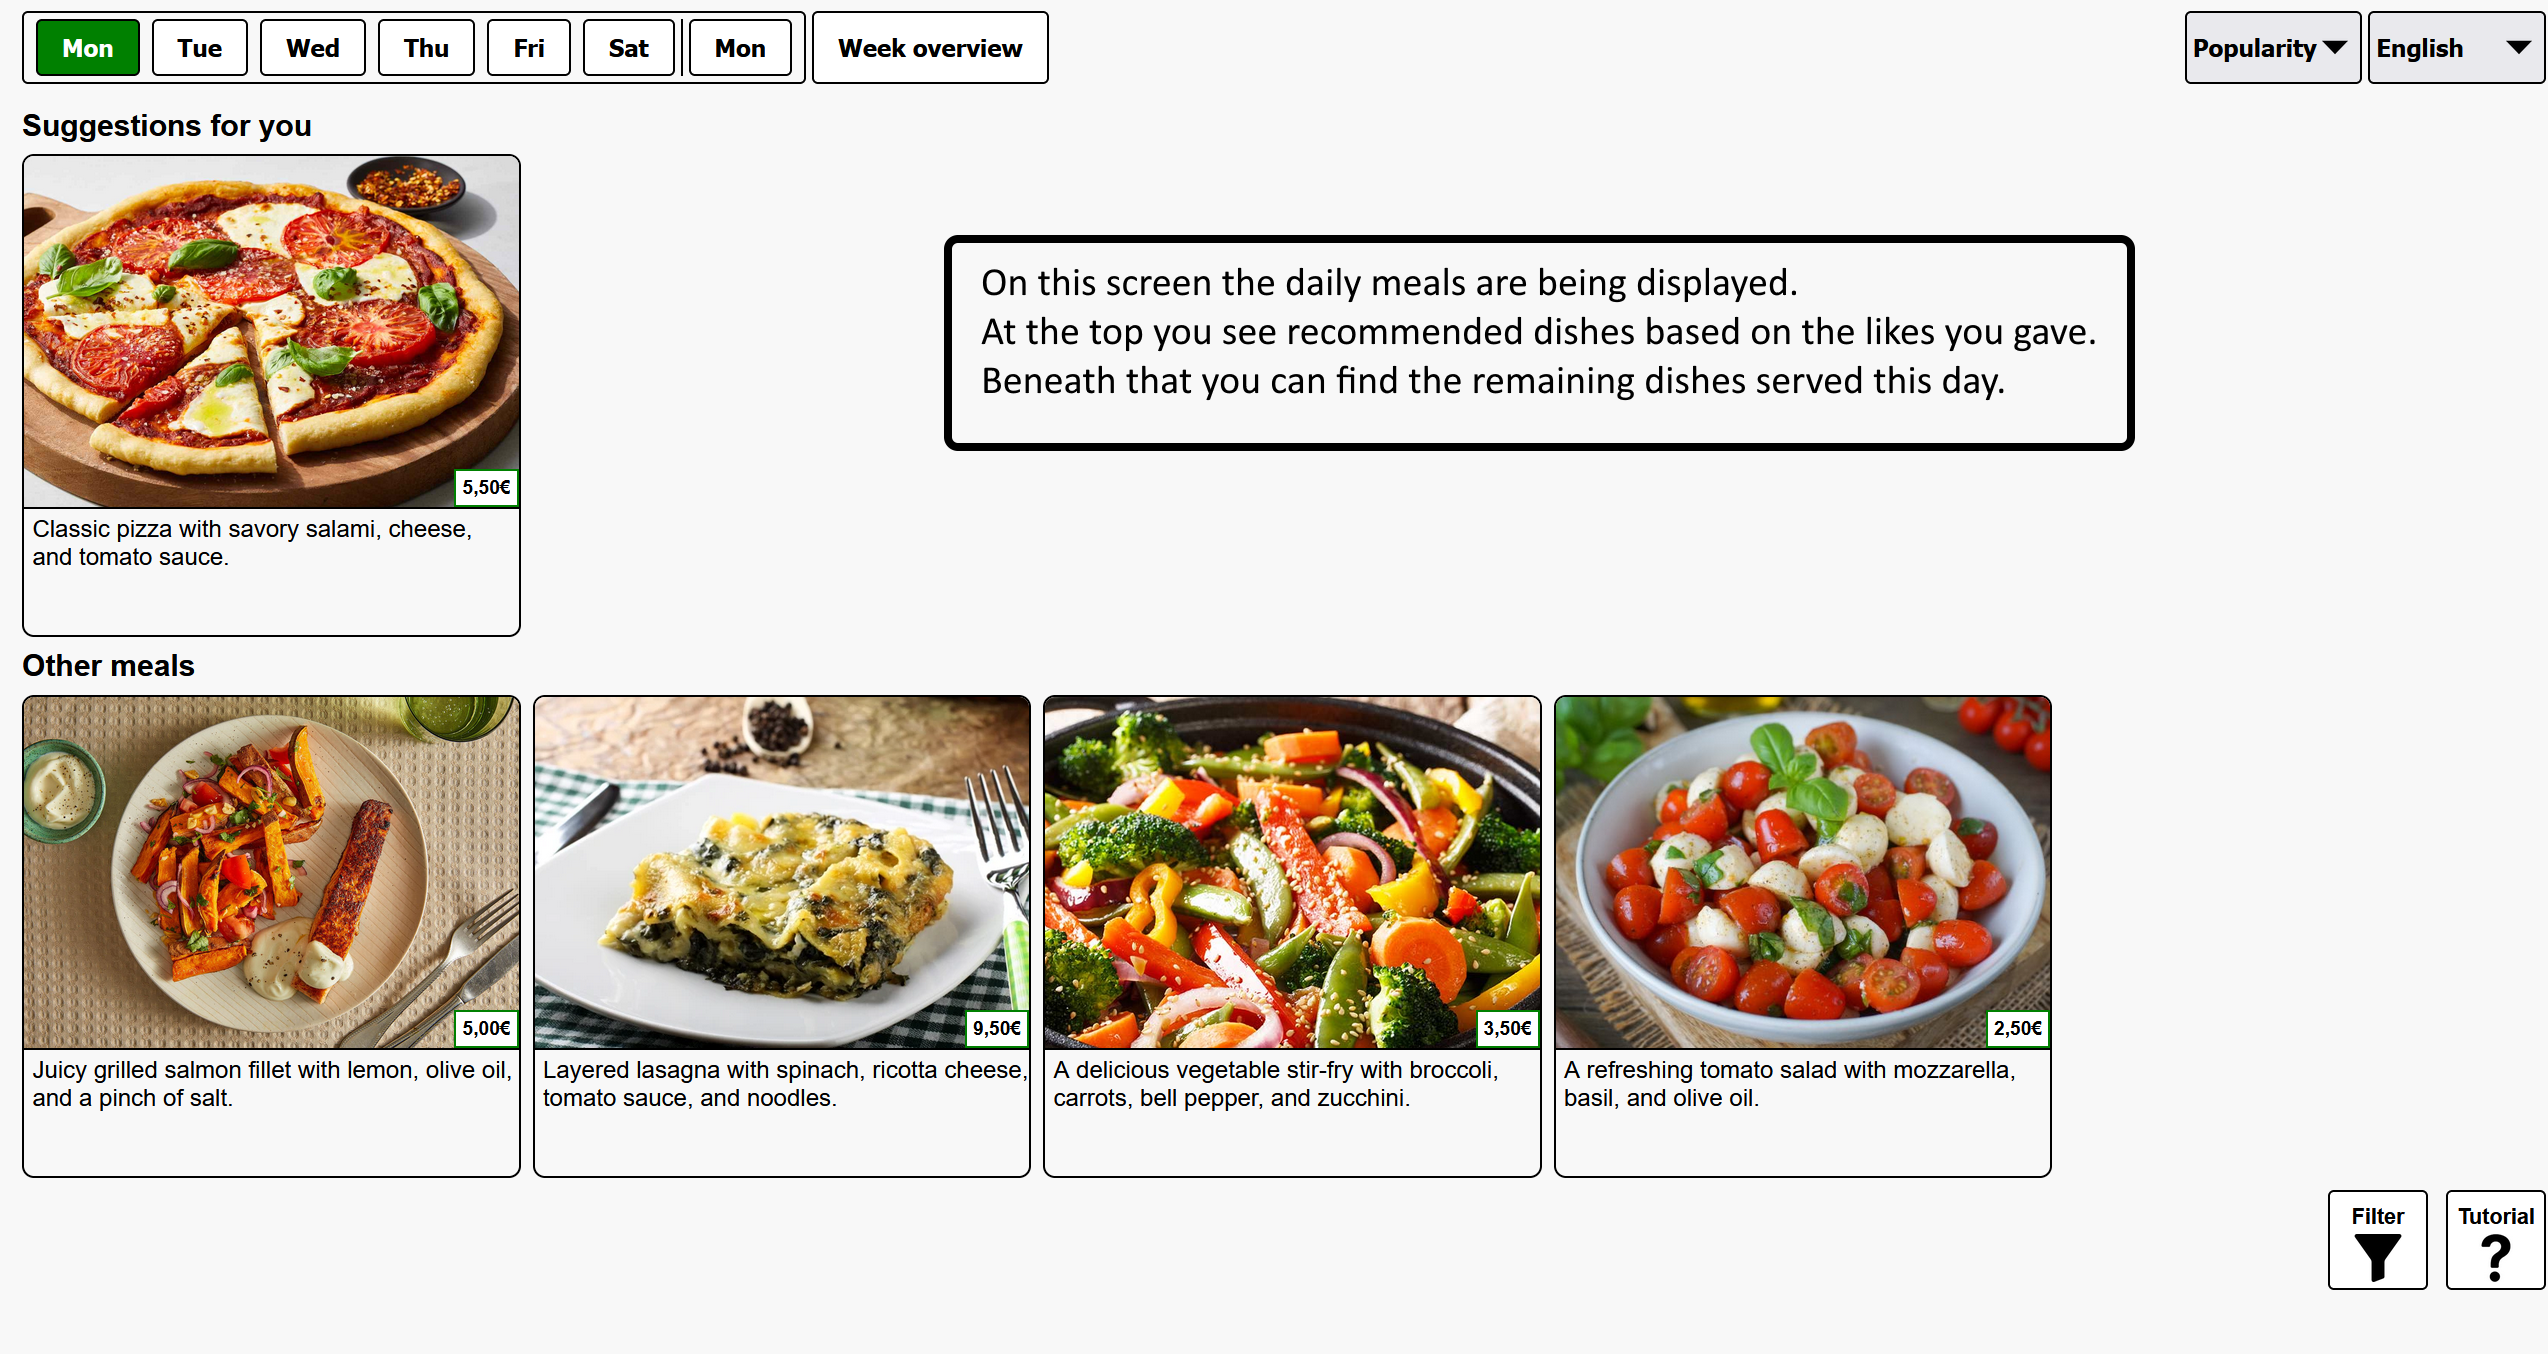 Mon Tue Wed Thu Fri Sat Mon Week overview Popularity English
Suggestions for you
On this screen the daily meals are being displayed.
At the top you see recommended dishes based on the likes you gave.
Beneath that you can find the remaining dishes served this day.
5,50€
Classic pizza with savory salami, cheese,
and tomato sauce.
Other meals
5,00€
Juicy grilled salmon fillet with lemon, olive oil,
and a pinch of salt.
9,50€
Layered lasagna with spinach, ricotta cheese,
tomato sauce, and noodles.
3,50€
A delicious vegetable stir-fry with broccoli,
carrots, bell pepper, and zucchini.
2,50€
A refreshing tomato salad with mozzarella,
basil, and olive oil.
Filter
Tutorial
?